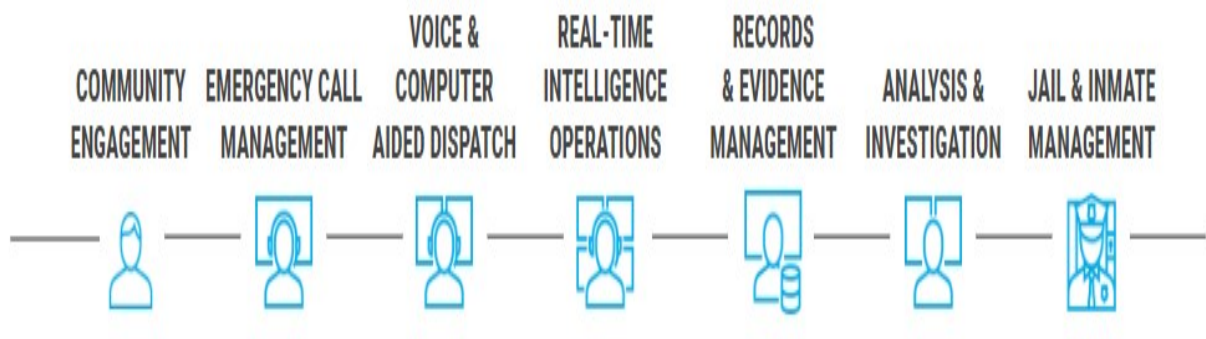 COMMUNITY
ENGAGEMENT
EMERGENCY CALL
MANAGEMENT
VOICE &
COMPUTER
AIDED DISPATCH
REAL-TIME
INTELLIGENCE
OPERATIONS
RECORDS
& EVIDENCE
MANAGEMENT
ANALYSIS &
INVESTIGATION
JAIL & INMATE
MANAGEMENT